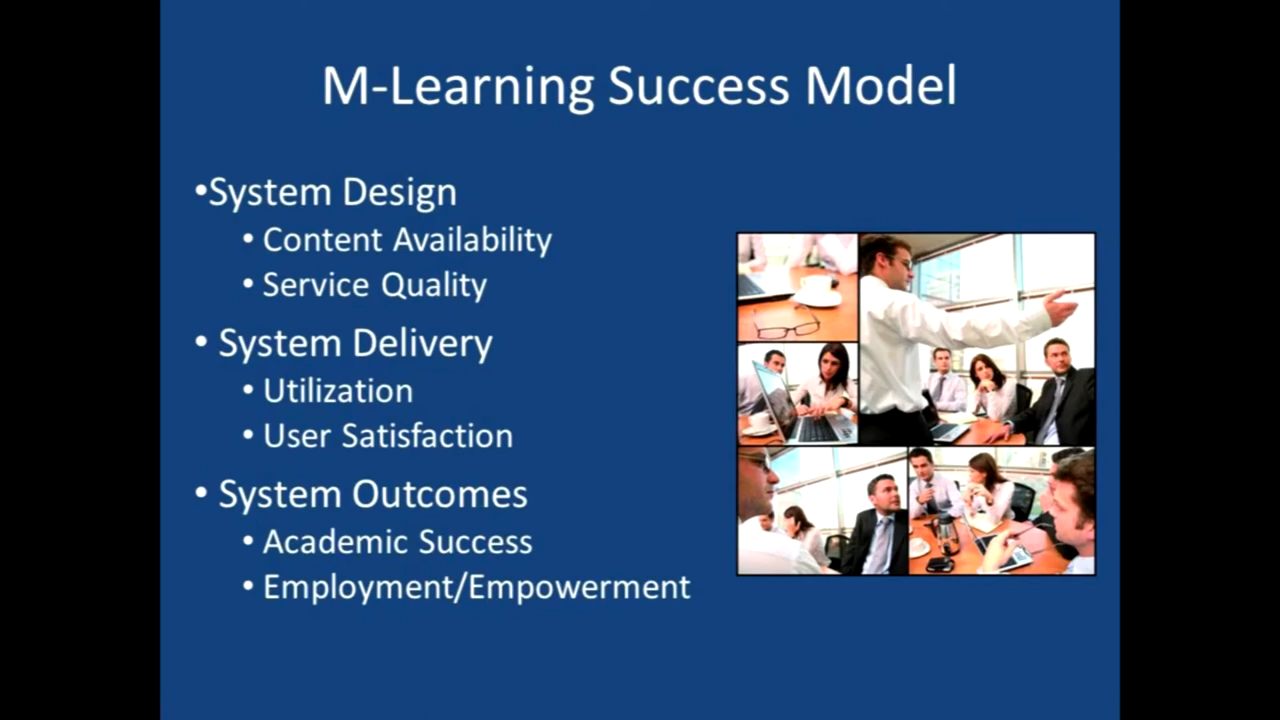 M-Learning Success Model
•System Design
• Content Availability
• Service Quality
• System Delivery
• Utilization
• User Satisfaction
• System Outcomes
• Academic Success
• Employment/Empowerment